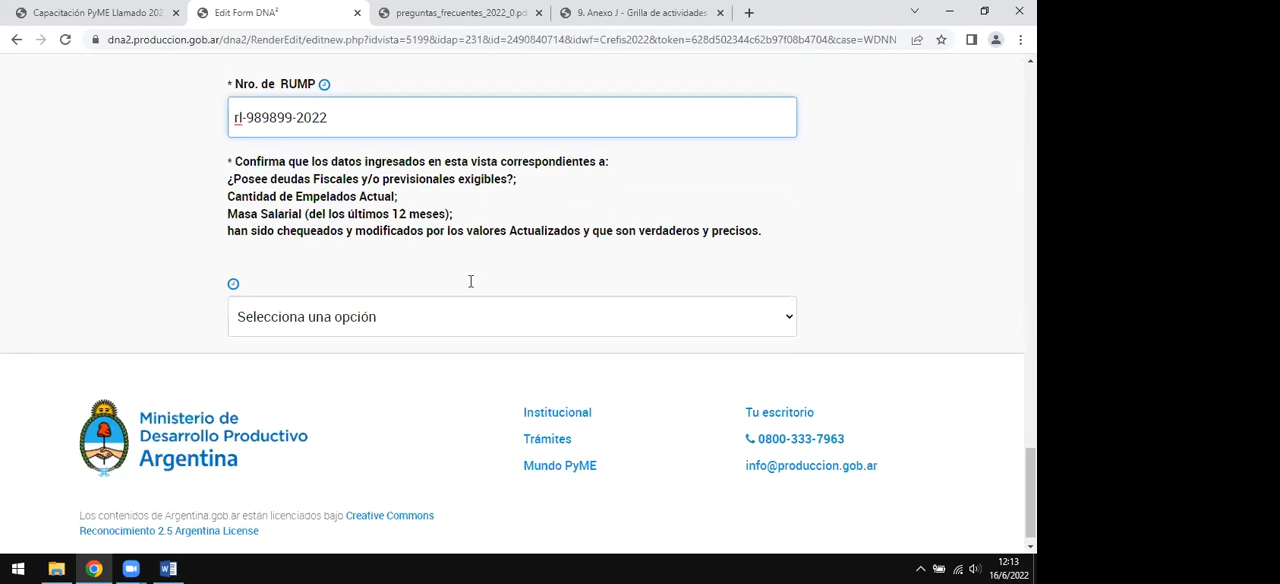 Capacitación PyME Llamado 202
Edit Form DNA²
preguntas_frecuentes_2022_0.pd
9. Anexo J - Grilla de actividades
dna2.produccion.gob.ar/dna2/RenderEdit/editnew.php?idvista=5199&idap=231&id=2490840714&idwf=Crefis2022&token=628d502344c62b97f08b4704&case=WDNN
* Nro. de RUMP
rl-989899-2022
* Confirma que los datos ingresados en esta vista correspondientes a:
¿Posee deudas Fiscales y/o previsionales exigibles?;
Cantidad de Empelados Actual;
Masa Salarial (del los últimos 12 meses);
han sido chequeados y modificados por los valores Actualizados y que son verdaderos y precisos.
Selecciona una opción
Ministerio de
Desarrollo Productivo
Argentina
Institucional
Trámites
Mundo PyME
Tu escritorio
0800-333-7963
info@produccion.gob.ar
Los contenidos de Argentina.gob.ar están licenciados bajo Creative Commons
Reconocimiento 2.5 Argentina License
12:13
16/6/2022